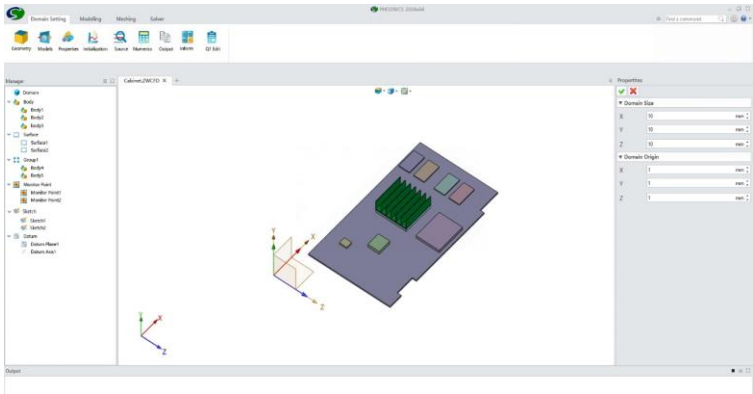 PHOENICS
Domain Setting Modeling Meshing Solver
Find a command
Geometry Models Properties Initialization Source Numerics Output Inform Q1 Edit
Manager
Cabinet.ZWCFD
Properties
Domain
Body
Body1
Body2
body3
Surface
Surface1
Surface2
Group1
Body4
Body5
Monitor Point
Monitor Point1
Monitor Point2
Sketch
Sketch1
Sketch2
Datum
Datum Plane1
Datum Axis1
Domain Size
X 10 mm
Y 10 mm
Z 10 mm
Domain Origin
X 1 mm
Y 1 mm
Z 1 mm
Y
X
Z
Y
X
Z
Output